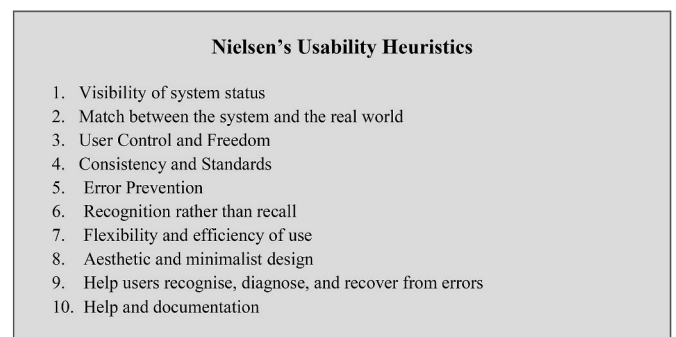 Nielsen’s Usability Heuristics
1. Visibility of system status
2. Match between the system and the real world
3. User Control and Freedom
4. Consistency and Standards
5. Error Prevention
6. Recognition rather than recall
7. Flexibility and efficiency of use
8. Aesthetic and minimalist design
9. Help users recognise, diagnose, and recover from errors
10. Help and documentation